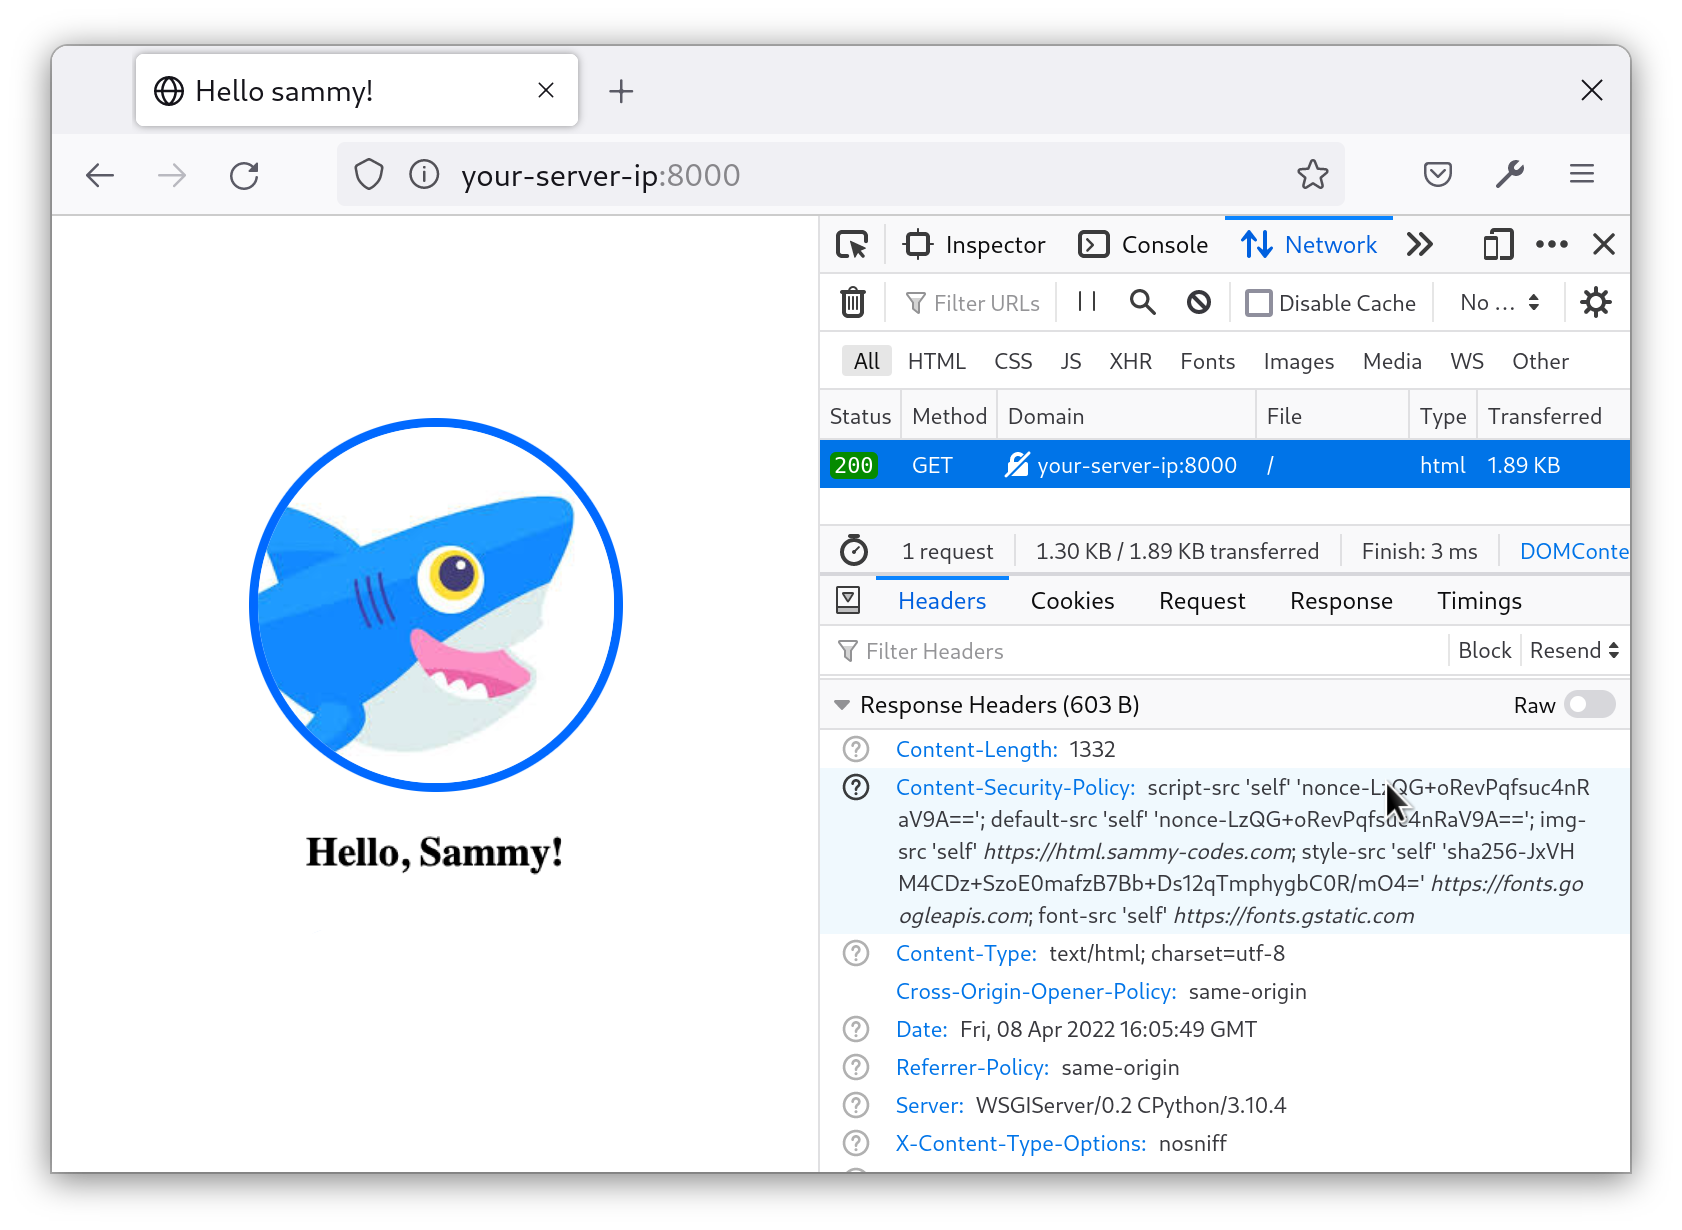 Hello sammy!
your-server-ip:8000
Inspector Console Network
Filter URLs Disable Cache No ...
All HTML CSS JS XHR Fonts Images Media WS Other
Status Method Domain File Type Transferred
200 GET your-server-ip:8000 / html 1.89 KB
1 request 1.30 KB / 1.89 KB transferred Finish: 3 ms DOMConte
Headers Cookies Request Response Timings
Filter Headers Block Resend
Response Headers (603 B) Raw
Content-Length: 1332
Content-Security-Policy: script-src 'self' 'nonce-LzQG+oRevPqfsuc4nR
aV9A=='; default-src 'self' 'nonce-LzQG+oRevPqfsuc4nRaV9A=='; img-
src 'self' https://html.sammy-codes.com; style-src 'self' 'sha256-JxVH
M4CDz+SzoE0mafzB7Bb+Ds12qTmphygbC0R/mO4=' https://fonts.go
ogleapis.com; font-src 'self' https://fonts.gstatic.com
Content-Type: text/html; charset=utf-8
Cross-Origin-Opener-Policy: same-origin
Date: Fri, 08 Apr 2022 16:05:49 GMT
Referrer-Policy: same-origin
Server: WSGIServer/0.2 CPython/3.10.4
X-Content-Type-Options: nosniff
Hello, Sammy!